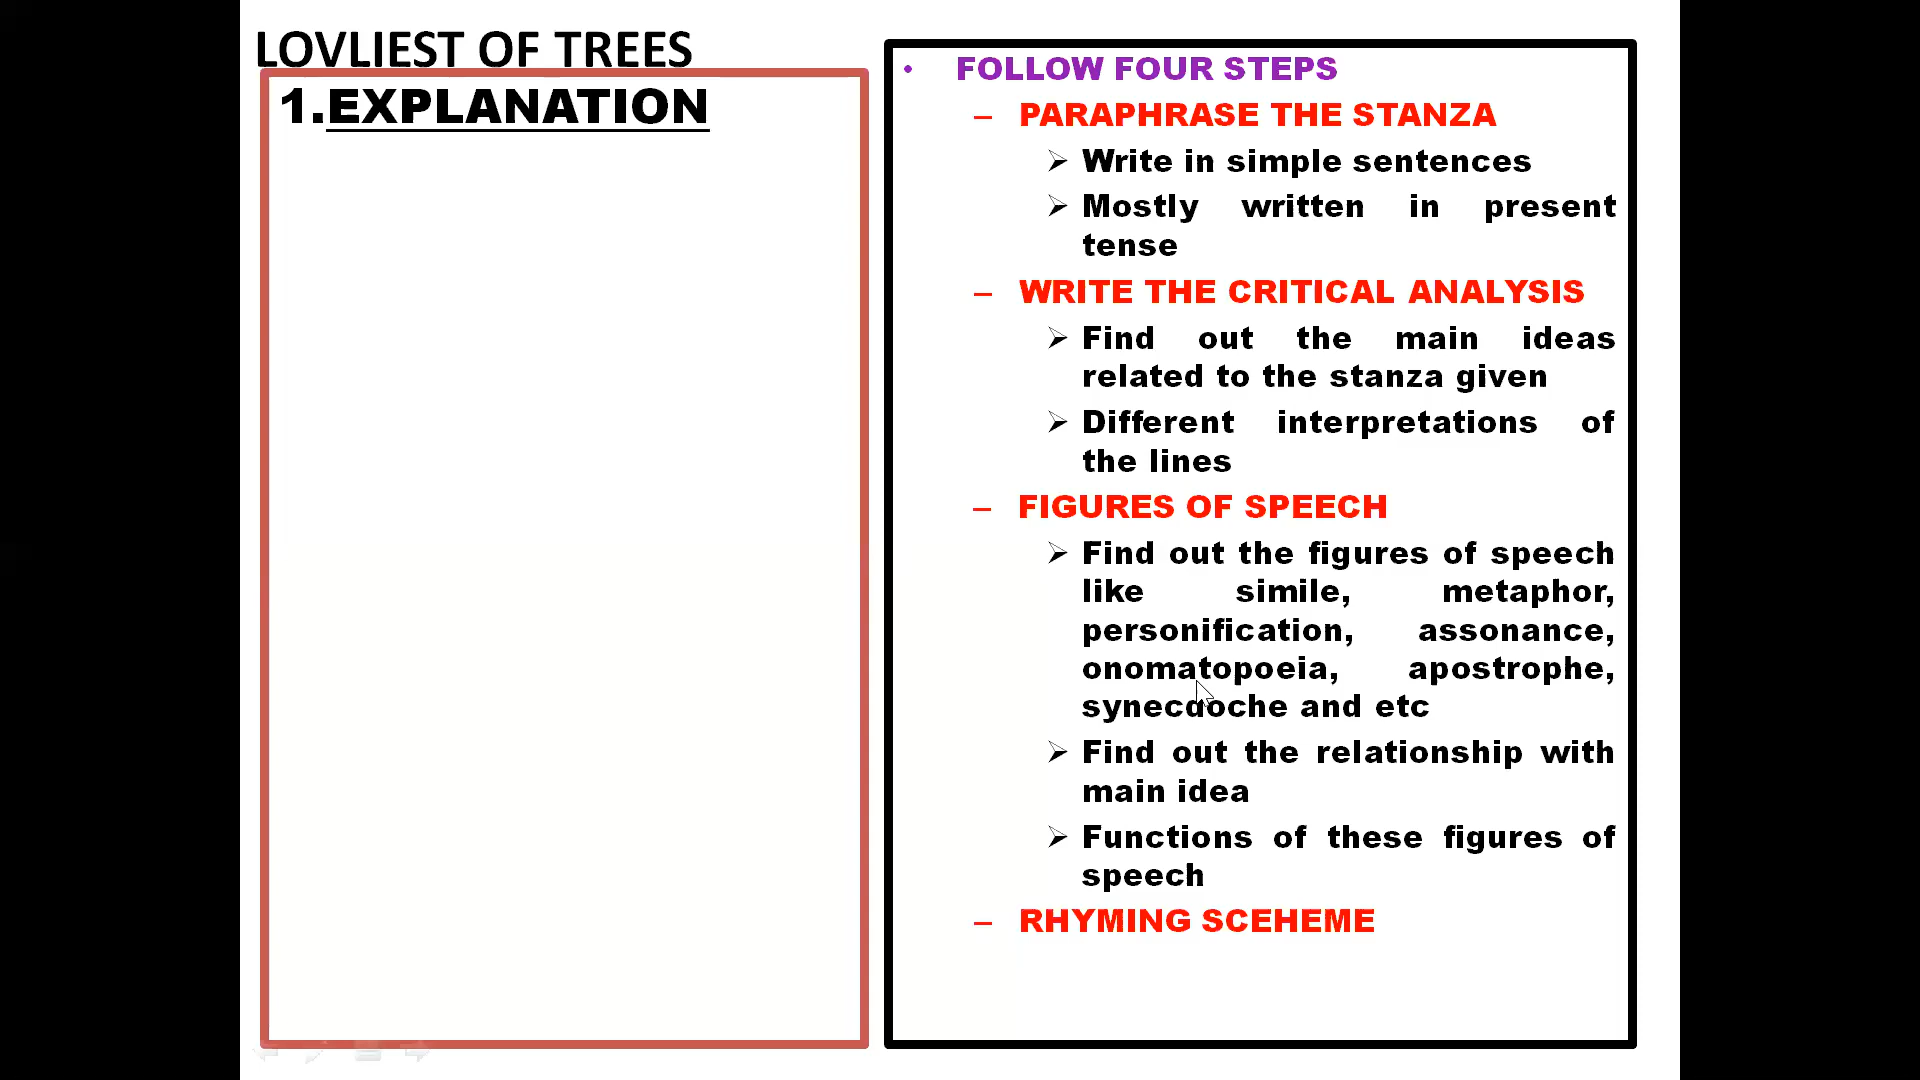 LOVLIEST OF TREES
1.EXPLANATION
• FOLLOW FOUR STEPS
– PARAPHRASE THE STANZA
➢ Write in simple sentences
➢ Mostly written in present
tense
– WRITE THE CRITICAL ANALYSIS
➢ Find out the main ideas
related to the stanza given
➢ Different interpretations of
the lines
– FIGURES OF SPEECH
➢ Find out the figures of speech
like simile, metaphor,
personification, assonance,
onomatopoeia, apostrophe,
synecdoche and etc
➢ Find out the relationship with
main idea
➢ Functions of these figures of
speech
– RHYMING SCEHEME